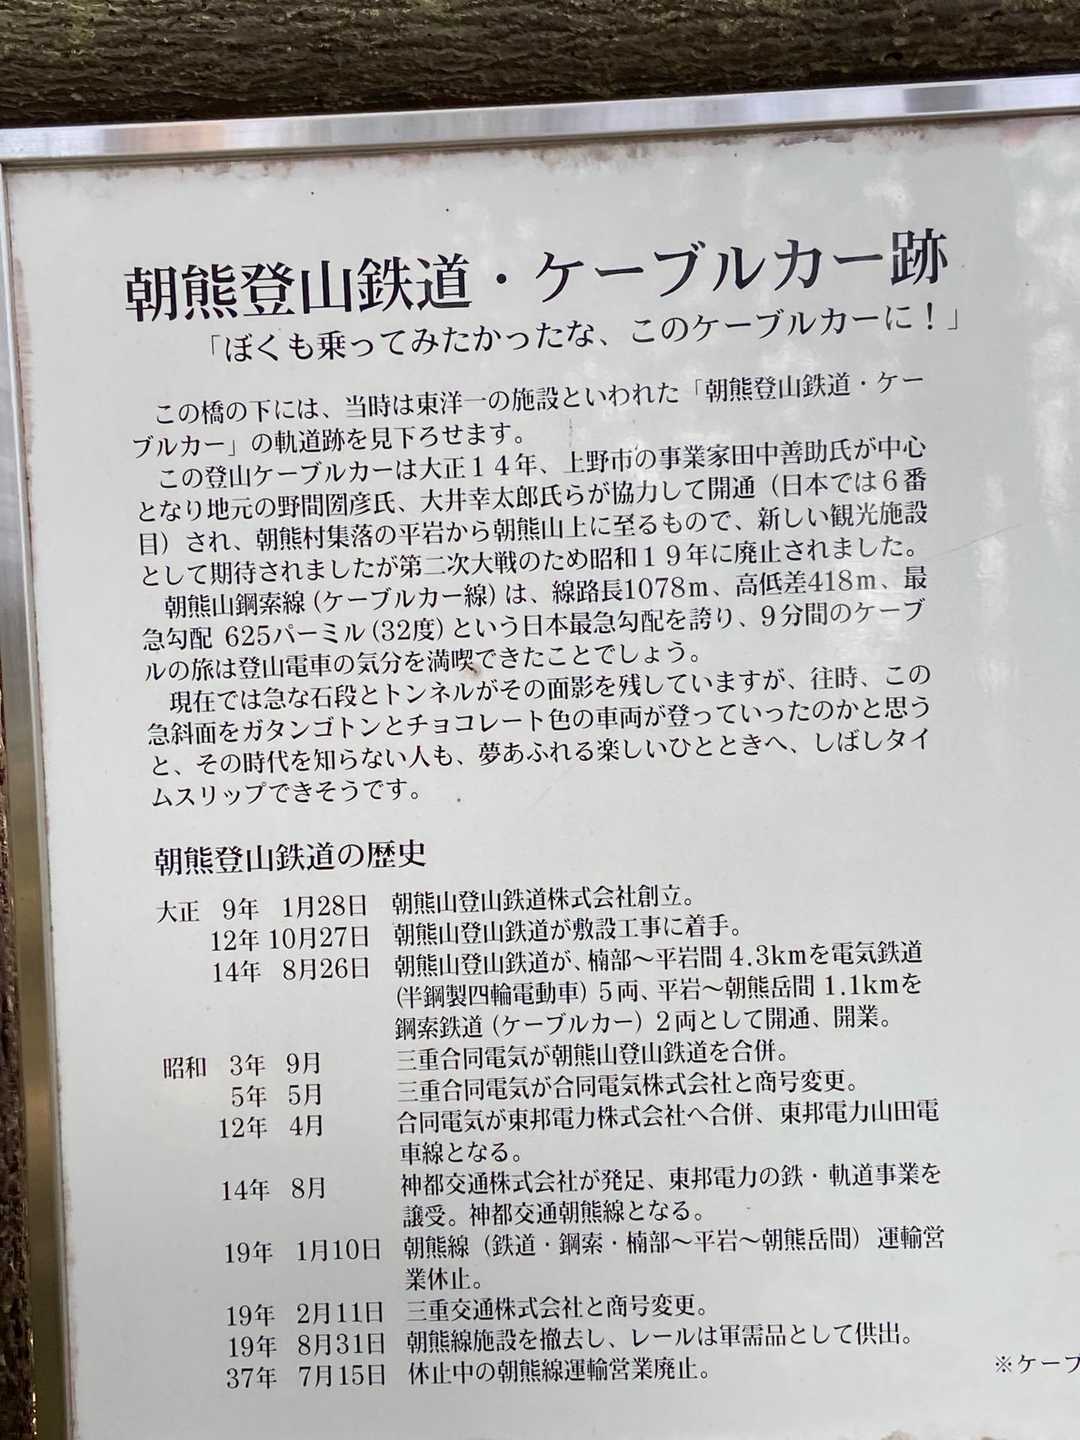 朝熊登山鉄道・ケーブルカー跡
「ぼくも乗ってみたかったな、このケーブルカーに！」
この橋の下には、当時は東洋一の施設といわれた「朝熊登山鉄道・ケー
ブルカー」の軌道跡を見下ろせます。
この登山ケーブルカーは大正１４年、上野市の事業家田中善助氏が中心
となり地元の野間圀彦氏、大井幸太郎氏らが協力して開通（日本では６番
目）され、朝熊村集落の平岩から朝熊山上に至るもので、新しい観光施設
として期待されましたが第二次大戦のため昭和１９年に廃止されました。
朝熊山鋼索線（ケーブルカー線）は、線路長1078ｍ、高低差418ｍ、最
急勾配 625パーミル（32度）という日本最急勾配を誇り、９分間のケーブ
ルの旅は登山電車の気分を満喫できたことでしょう。
現在では急な石段とトンネルがその面影を残していますが、往時、この
急斜面をガタンゴトンとチョコレート色の車両が登っていったのかと思う
と、その時代を知らない人も、夢あふれる楽しいひとときへ、しばしタイ
ムスリップできそうです。
朝熊登山鉄道の歴史
大正 9年 1月28日 朝熊山登山鉄道株式会社創立。
12年 10月27日 朝熊山登山鉄道が敷設工事に着手。
14年 8月26日 朝熊山登山鉄道が、楠部～平岩間 4.3kmを電気鉄道
（半鋼製四輪電動車）５両、平岩～朝熊岳間 1.1kmを
鋼索鉄道（ケーブルカー）２両として開通、開業。
昭和 3年 9月 三重合同電気が朝熊山登山鉄道を合併。
5年 5月 三重合同電気が合同電気株式会社と商号変更。
12年 4月 合同電気が東邦電力株式会社へ合併、東邦電力山田電
車線となる。
14年 8月 神都交通株式会社が発足、東邦電力の鉄・軌道事業を
譲受。神都交通朝熊線となる。
19年 1月10日 朝熊線（鉄道・鋼索・楠部～平岩～朝熊岳間）運輸営
業休止。
19年 2月11日 三重交通株式会社と商号変更。
19年 8月31日 朝熊線施設を撤去し、レールは軍需品として供出。
37年 7月15日 休止中の朝熊線運輸営業廃止。
※ケーブ